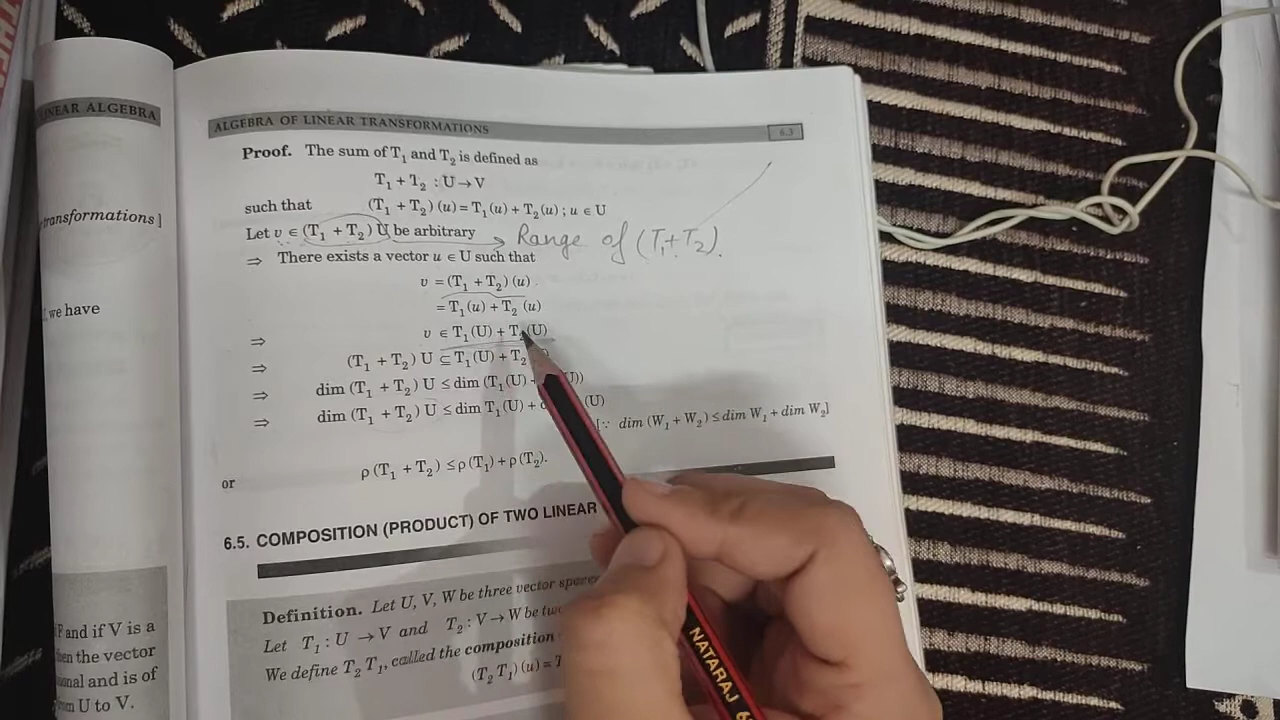 LINEAR ALGEBRA
transformations ]
we have
F and if V is a
then the vector
and is of
U to V.
ALGEBRA OF LINEAR TRANSFORMATIONS 6.3
Proof. The sum of T₁ and T₂ is defined as
T₁ + T₂ : U → V
such that (T₁ + T₂) (u) = T₁(u) + T₂(u) ; u ∈ U
Let υ ∈ (T₁ + T₂) U be arbitrary → Range of (T₁+T₂).
⇒ There exists a vector u ∈ U such that
υ = (T₁ + T₂) (u)
= T₁(u) + T₂ (u)
⇒ υ ∈ T₁(U) + T₂(U)
⇒ (T₁ + T₂) U ⊆ T₁(U) + T₂
⇒ dim (T₁ + T₂) U ≤ dim (T₁(U) + (U))
⇒ dim (T₁ + T₂) U ≤ dim T₁(U) + (U)
[∵ dim (W₁ + W₂) ≤ dim W₁ + dim W₂]
or ρ (T₁ + T₂) ≤ ρ (T₁) + ρ (T₂).
6.5. COMPOSITION (PRODUCT) OF TWO LINEAR
Definition. Let U, V, W be three vector spaces
Let T₁ : U → V and T₂ : V → W be two
We define T₂ T₁, called the composition
(T₂ T₁) (u) = T
NATARAJ 6